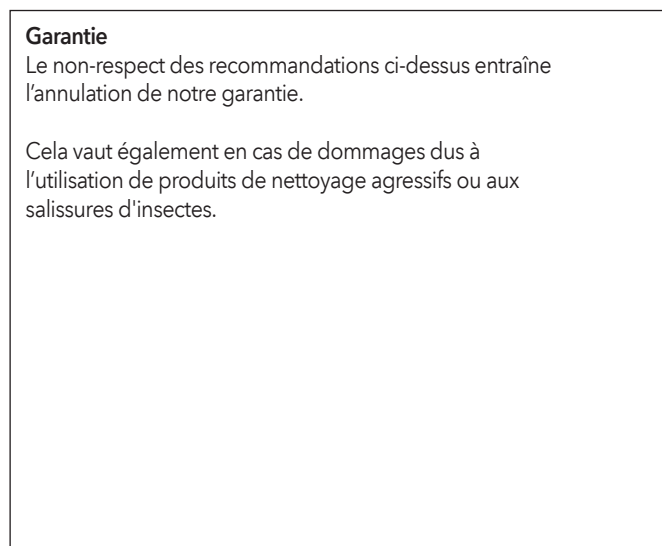 Garantie
Le non-respect des recommandations ci-dessus entraîne
l’annulation de notre garantie.
Cela vaut également en cas de dommages dus à
l’utilisation de produits de nettoyage agressifs ou aux
salissures d'insectes.